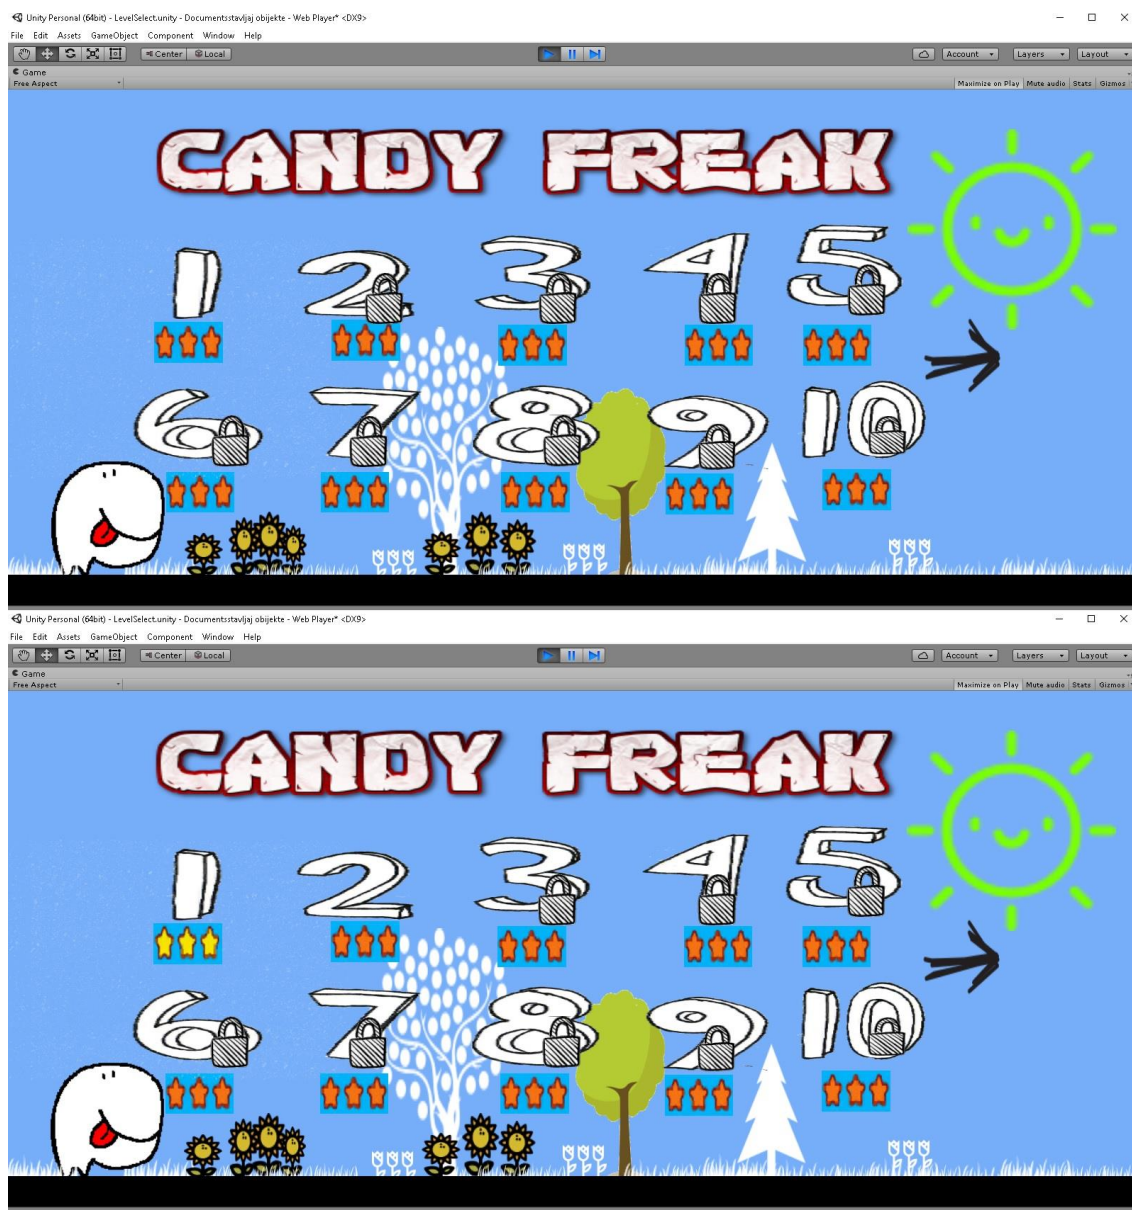 Unity Personal (64bit) - LevelSelect.unity - Documentsstavljaj obijekte - Web Player* <DX9>
File Edit Assets GameObject Component Window Help
Center Local Account Layers Layout
Game
Free Aspect Maximize on Play Mute audio Stats Gizmos
CANDY FREAK
1 2 3 4 5
6 7 8 9 10
Unity Personal (64bit) - LevelSelect.unity - Documentsstavljaj obijekte - Web Player* <DX9>
File Edit Assets GameObject Component Window Help
Center Local Account Layers Layout
Game
Free Aspect Maximize on Play Mute audio Stats Gizmos
CANDY FREAK
1 2 3 4 5
6 7 8 9 10